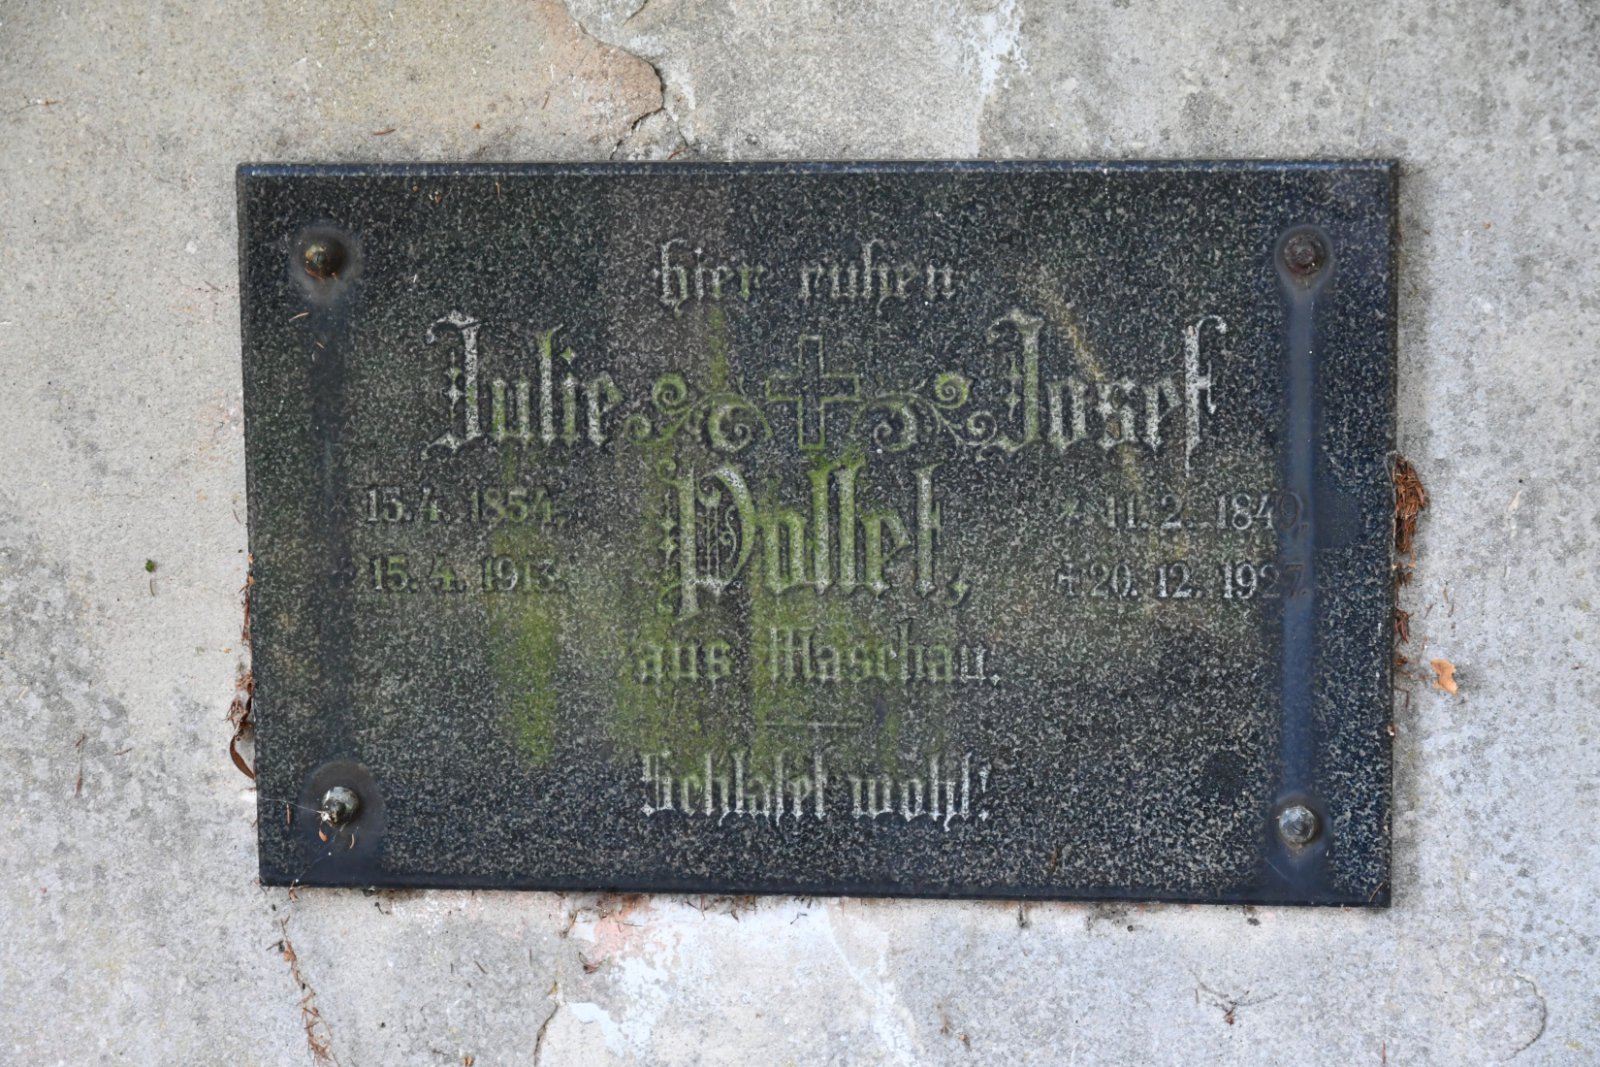 hier ruhen
Julie Josef
Pollet,
15.4. 1854. * 11. 2. 1849.
15. 4. 1913. † 20. 12. 1927.
aus Maschau.
Schlafet wohl!